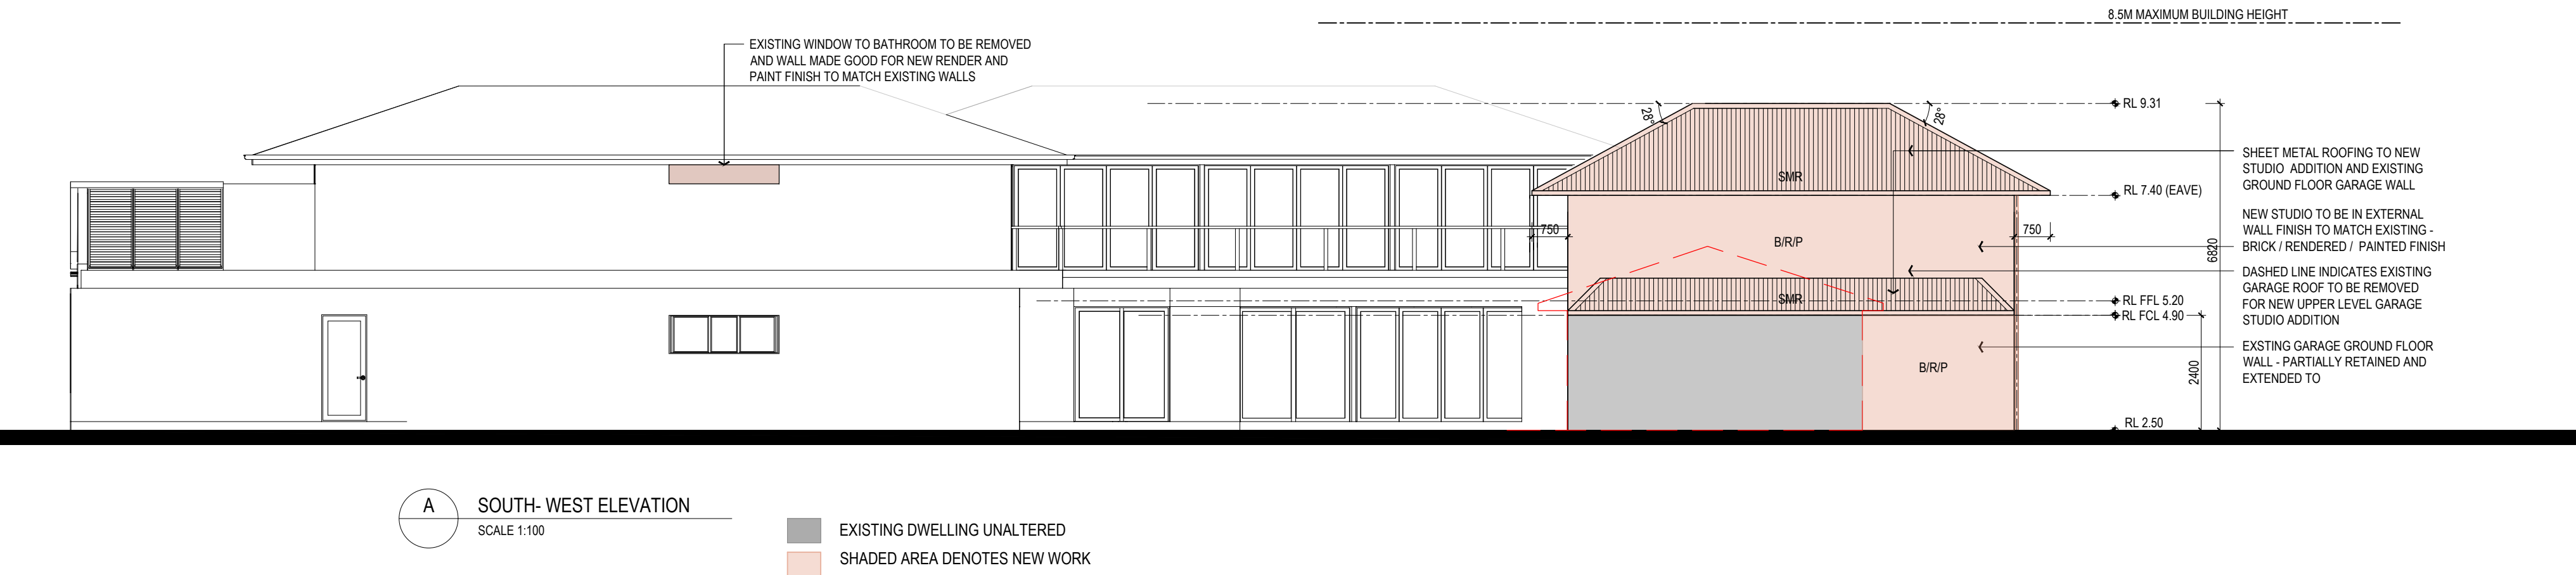 8.5M MAXIMUM BUILDING HEIGHT
EXISTING WINDOW TO BATHROOM TO BE REMOVED
AND WALL MADE GOOD FOR NEW RENDER AND
PAINT FINISH TO MATCH EXISTING WALLS
28°
28°
RL 9.31
SHEET METAL ROOFING TO NEW
STUDIO ADDITION AND EXISTING
GROUND FLOOR GARAGE WALL
SMR
RL 7.40 (EAVE)
NEW STUDIO TO BE IN EXTERNAL
WALL FINISH TO MATCH EXISTING -
BRICK / RENDERED / PAINTED FINISH
750
750
B/R/P
6820
DASHED LINE INDICATES EXISTING
GARAGE ROOF TO BE REMOVED
FOR NEW UPPER LEVEL GARAGE
STUDIO ADDITION
SMR
RL FFL 5.20
RL FCL 4.90
EXSTING GARAGE GROUND FLOOR
WALL - PARTIALLY RETAINED AND
EXTENDED TO
B/R/P
2400
RL 2.50
A
SOUTH- WEST ELEVATION
SCALE 1:100
EXISTING DWELLING UNALTERED
SHADED AREA DENOTES NEW WORK